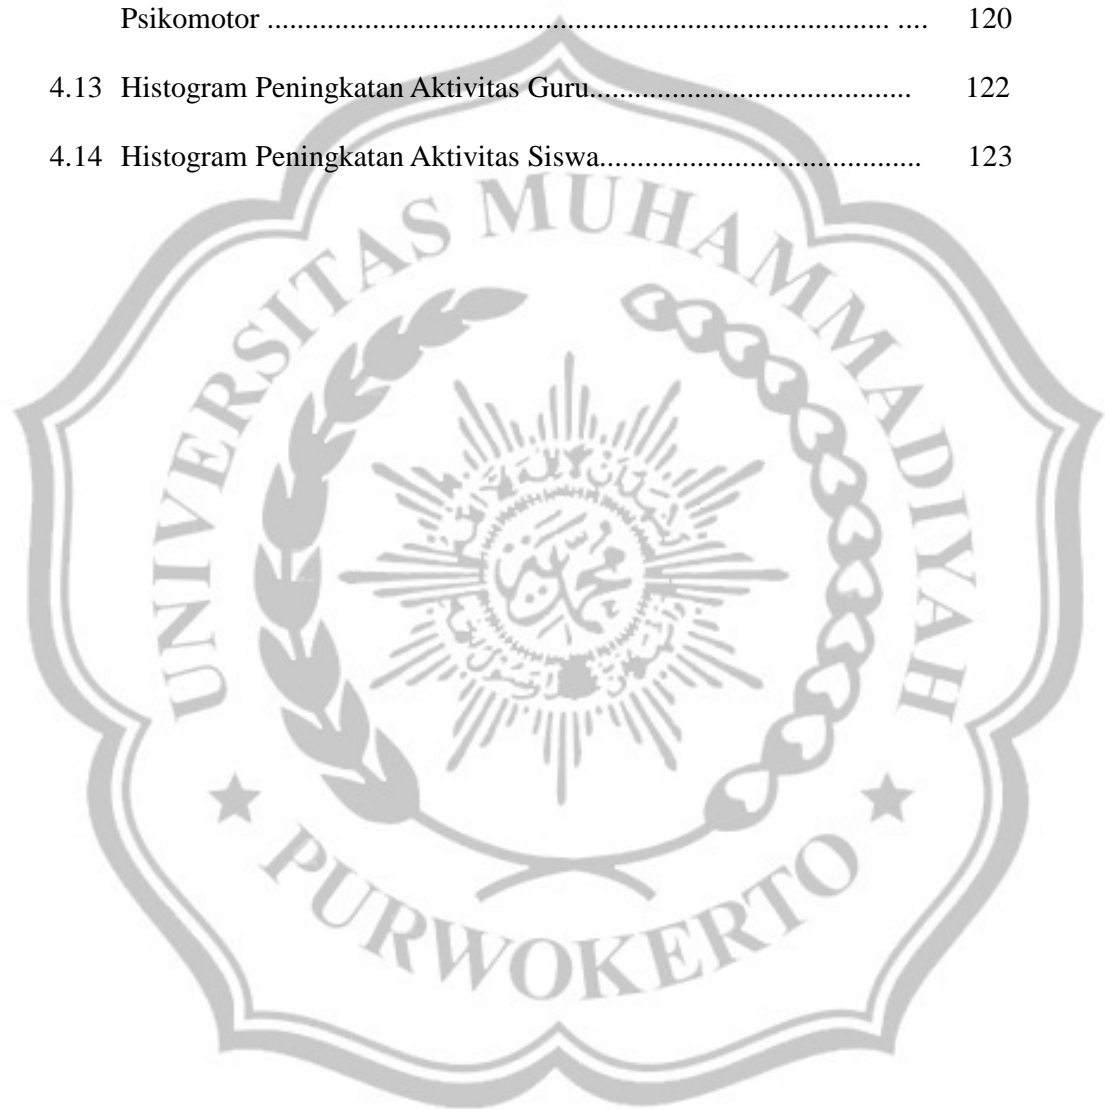 Psikomotor ................................................................................... .... 120
4.13 Histogram Peningkatan Aktivitas Guru.......................................... 122
4.14 Histogram Peningkatan Aktivitas Siswa.......................................... 123
UNIVERSITAS MUHAMMADIYAH
PURWOKERTO